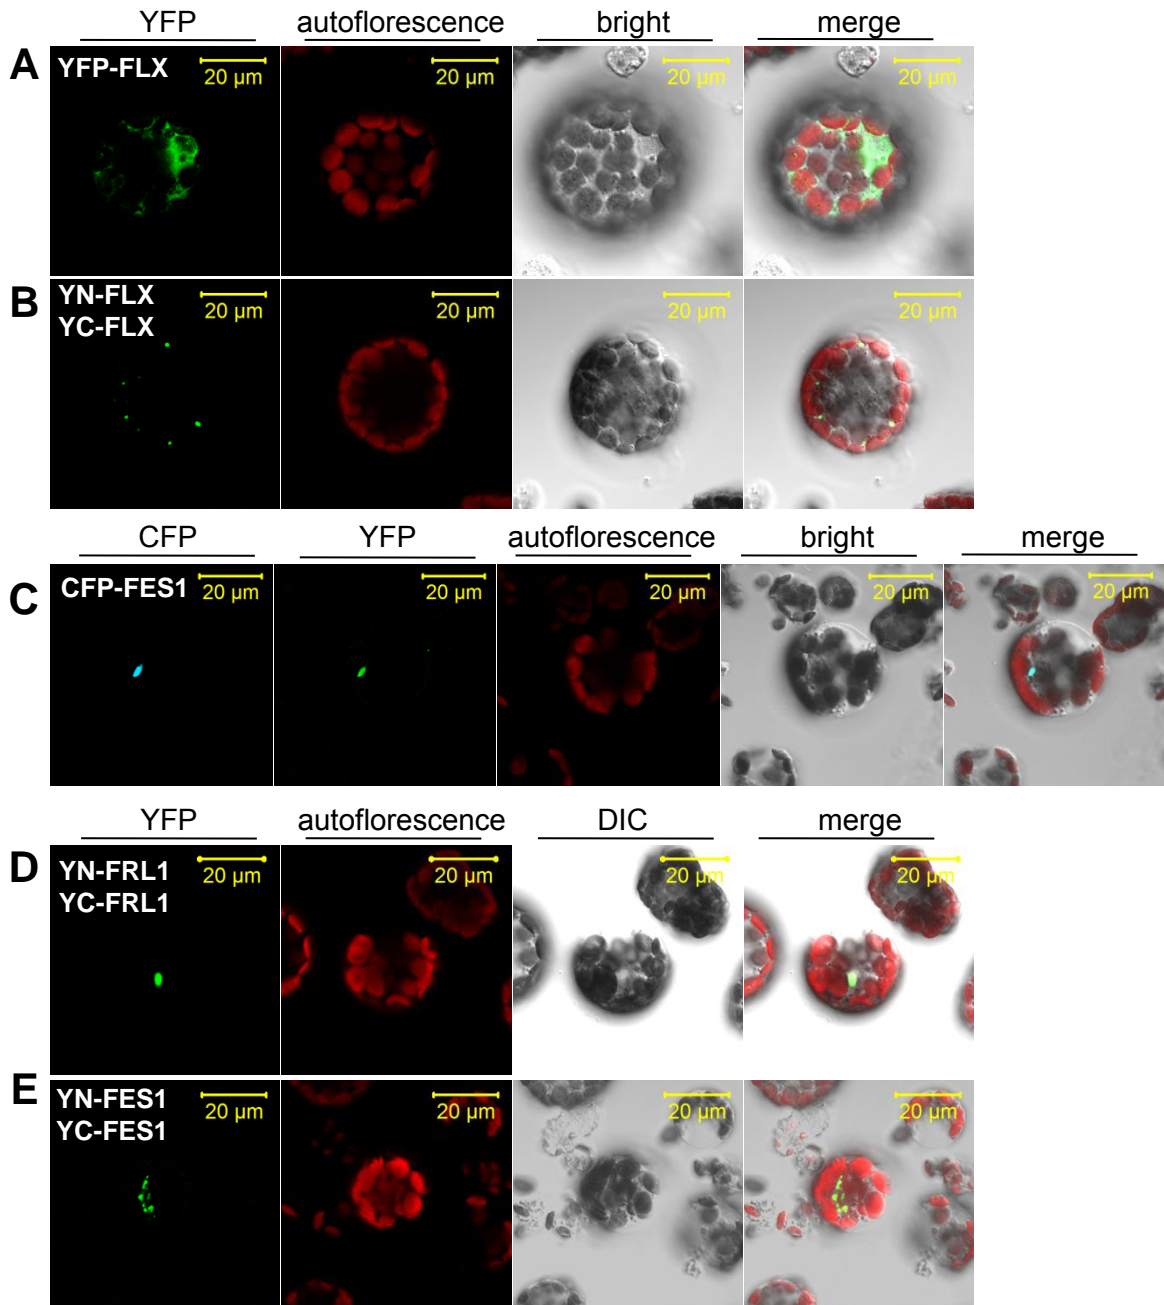 YFP autoflorescence bright merge
A
YFP-FLX 20 µm 20 µm 20 µm 20 µm
B
YN-FLX 20 µm 20 µm 20 µm 20 µm
YC-FLX
CFP YFP autoflorescence bright merge
C
CFP-FES1 20 µm 20 µm 20 µm 20 µm 20 µm
YFP autoflorescence DIC merge
D
YN-FRL1 20 µm 20 µm 20 µm 20 µm
YC-FRL1
E
YN-FES1 20 µm 20 µm 20 µm 20 µm
YC-FES1